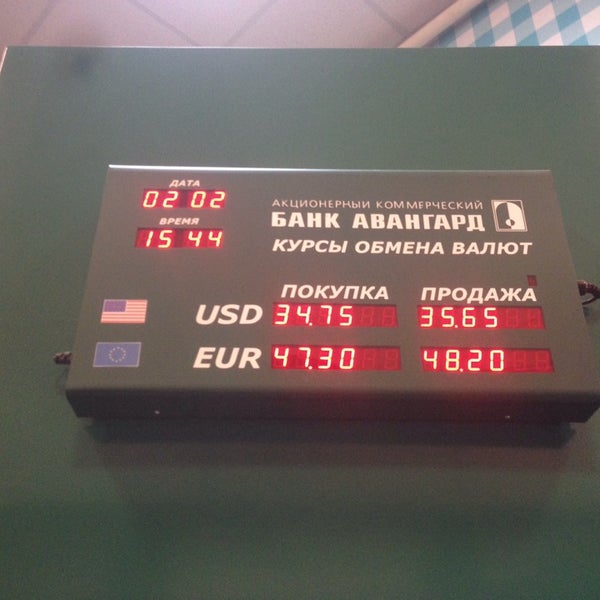 ДАТА
02 02
ВРЕМЯ
15 44
АКЦИОНЕРНЫЙ КОММЕРЧЕСКИЙ
БАНК АВАНГАРД
КУРСЫ ОБМЕНА ВАЛЮТ
ПОКУПКА ПРОДАЖА
USD 34.75 35.65
EUR 47.30 48.20